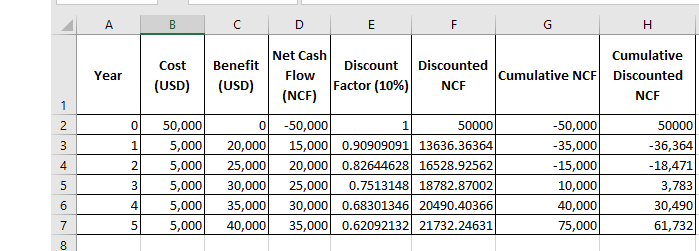 A B C D E F G H
1 Year Cost (USD) Benefit (USD) Net Cash Flow (NCF) Discount Factor (10%) Discounted NCF Cumulative NCF Cumulative Discounted NCF
2 0 50,000 0 -50,000 1 50000 -50,000 50000
3 1 5,000 20,000 15,000 0.90909091 13636.36364 -35,000 -36,364
4 2 5,000 25,000 20,000 0.82644628 16528.92562 -15,000 -18,471
5 3 5,000 30,000 25,000 0.7513148 18782.87002 10,000 3,783
6 4 5,000 35,000 30,000 0.68301346 20490.40366 40,000 30,490
7 5 5,000 40,000 35,000 0.62092132 21732.24631 75,000 61,732
8